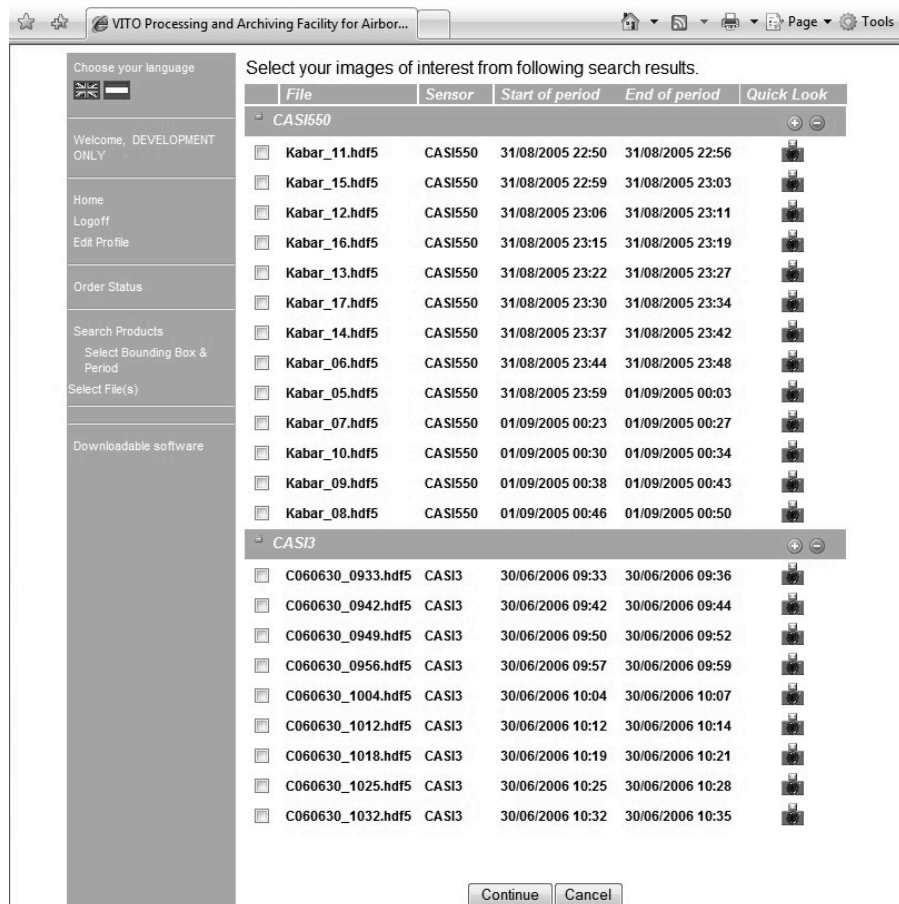 VITO Processing and Archiving Facility for Airbor...
Page
Tools
Choose your language
Welcome, DEVELOPMENT
ONLY
Home
Logoff
Edit Profile
Order Status
Search Products
Select Bounding Box &
Period
Select File(s)
Downloadable software
Select your images of interest from following search results.
File Sensor Start of period End of period Quick Look
CASI550
Kabar_11.hdf5 CASI550 31/08/2005 22:50 31/08/2005 22:56
Kabar_15.hdf5 CASI550 31/08/2005 22:59 31/08/2005 23:03
Kabar_12.hdf5 CASI550 31/08/2005 23:06 31/08/2005 23:11
Kabar_16.hdf5 CASI550 31/08/2005 23:15 31/08/2005 23:19
Kabar_13.hdf5 CASI550 31/08/2005 23:22 31/08/2005 23:27
Kabar_17.hdf5 CASI550 31/08/2005 23:30 31/08/2005 23:34
Kabar_14.hdf5 CASI550 31/08/2005 23:37 31/08/2005 23:42
Kabar_06.hdf5 CASI550 31/08/2005 23:44 31/08/2005 23:48
Kabar_05.hdf5 CASI550 31/08/2005 23:59 01/09/2005 00:03
Kabar_07.hdf5 CASI550 01/09/2005 00:23 01/09/2005 00:27
Kabar_10.hdf5 CASI550 01/09/2005 00:30 01/09/2005 00:34
Kabar_09.hdf5 CASI550 01/09/2005 00:38 01/09/2005 00:43
Kabar_08.hdf5 CASI550 01/09/2005 00:46 01/09/2005 00:50
CASI3
C060630_0933.hdf5 CASI3 30/06/2006 09:33 30/06/2006 09:36
C060630_0942.hdf5 CASI3 30/06/2006 09:42 30/06/2006 09:44
C060630_0949.hdf5 CASI3 30/06/2006 09:50 30/06/2006 09:52
C060630_0956.hdf5 CASI3 30/06/2006 09:57 30/06/2006 09:59
C060630_1004.hdf5 CASI3 30/06/2006 10:04 30/06/2006 10:07
C060630_1012.hdf5 CASI3 30/06/2006 10:12 30/06/2006 10:14
C060630_1018.hdf5 CASI3 30/06/2006 10:19 30/06/2006 10:21
C060630_1025.hdf5 CASI3 30/06/2006 10:25 30/06/2006 10:28
C060630_1032.hdf5 CASI3 30/06/2006 10:32 30/06/2006 10:35
Continue Cancel